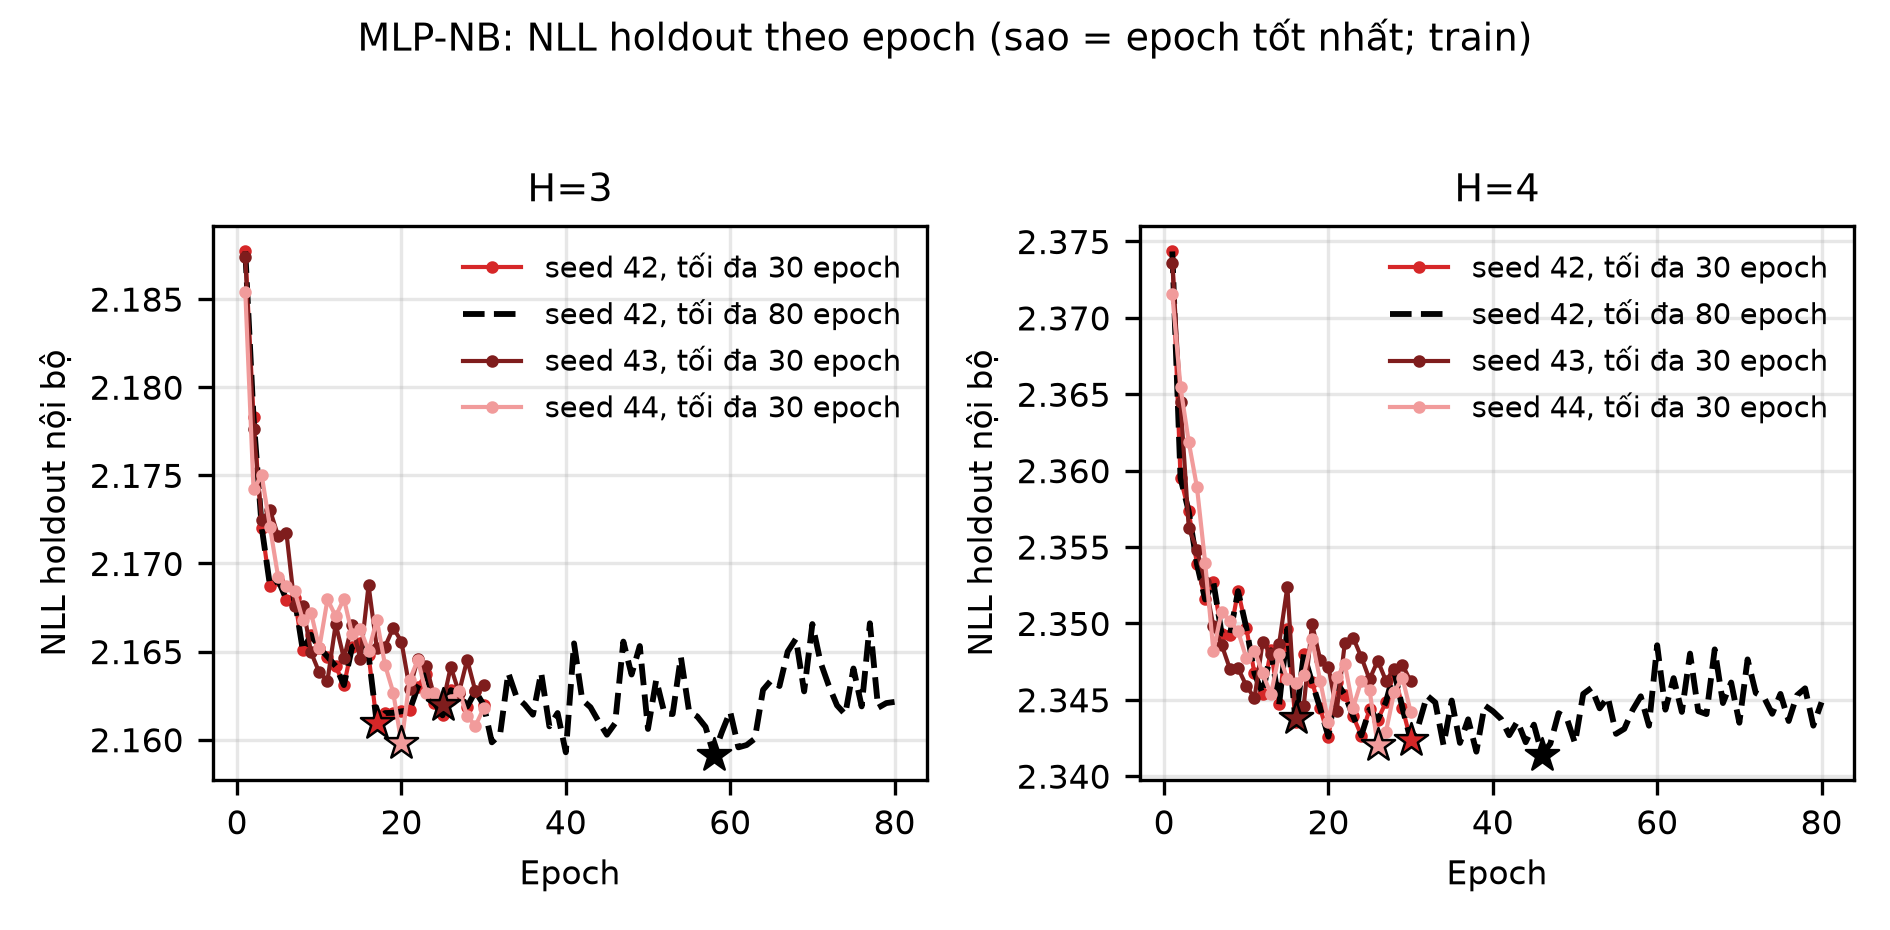 MLP-NB: NLL holdout theo epoch (sao = epoch tốt nhất; train)
H=3
NLL holdout nội bộ
2.185
2.180
2.175
2.170
2.165
2.160
seed 42, tối đa 30 epoch
seed 42, tối đa 80 epoch
seed 43, tối đa 30 epoch
seed 44, tối đa 30 epoch
0 20 40 60 80
Epoch
H=4
NLL holdout nội bộ
2.375
2.370
2.365
2.360
2.355
2.350
2.345
2.340
seed 42, tối đa 30 epoch
seed 42, tối đa 80 epoch
seed 43, tối đa 30 epoch
seed 44, tối đa 30 epoch
0 20 40 60 80
Epoch